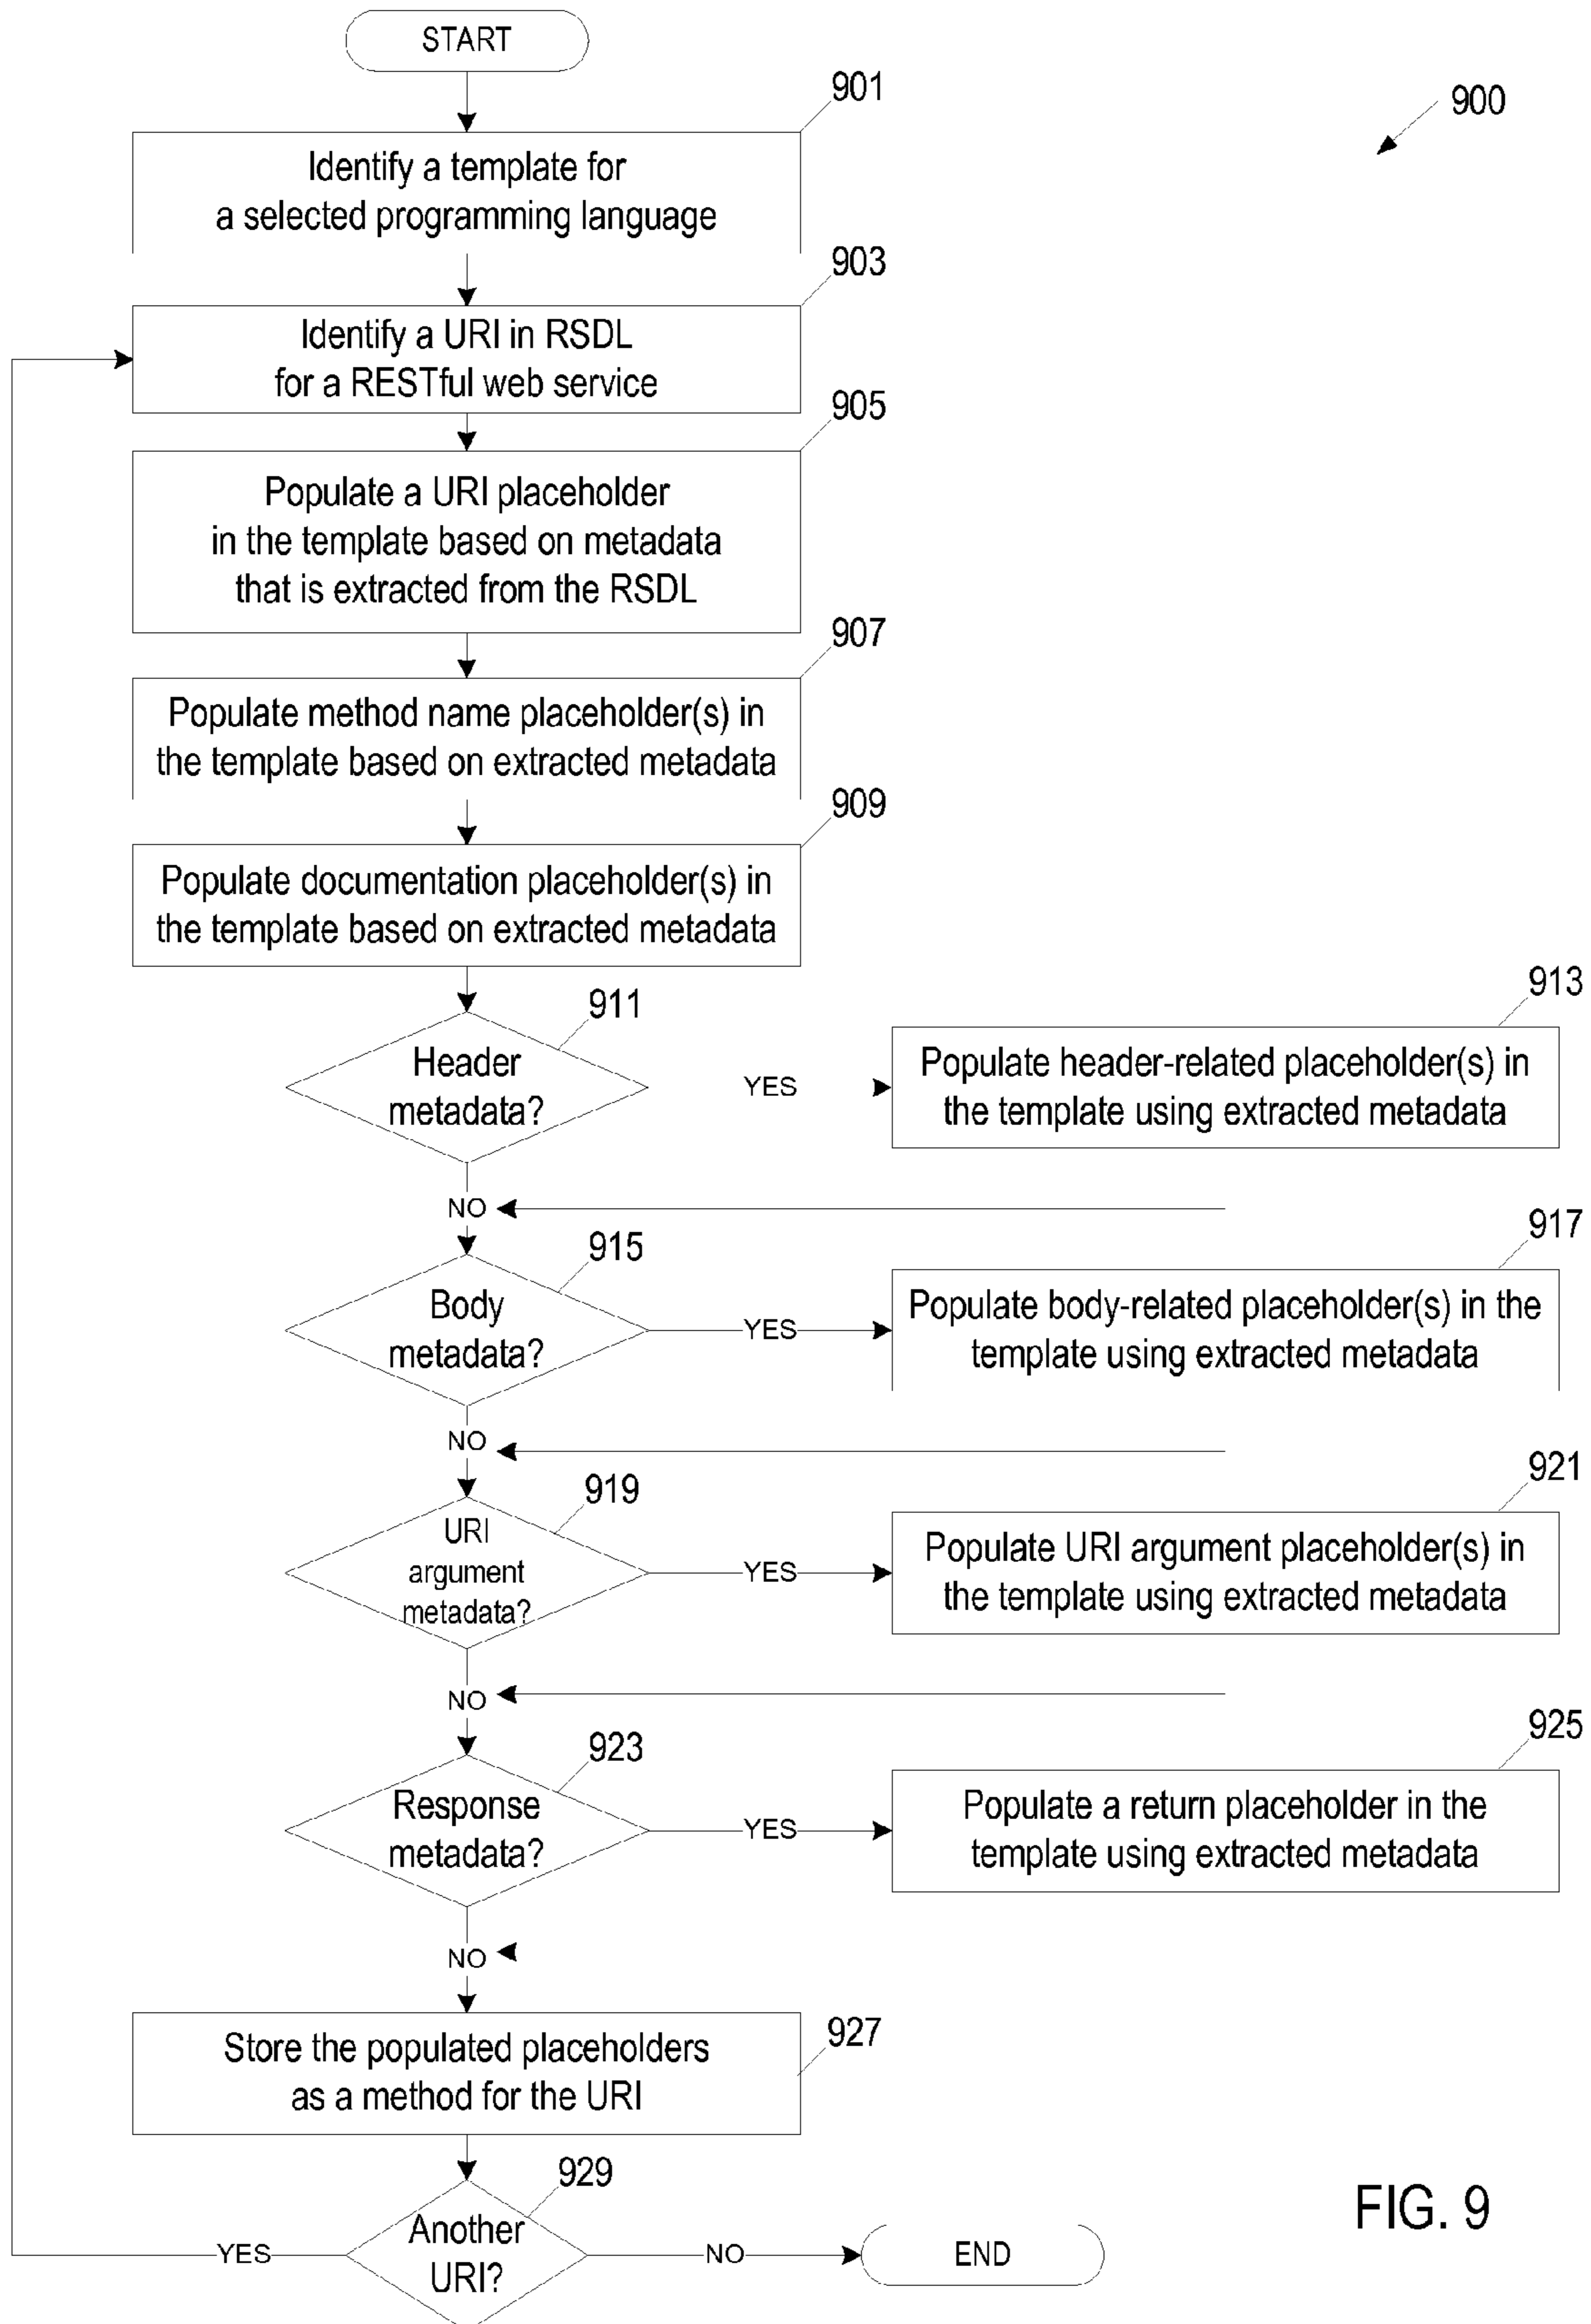 START
901
900
Identify a template for
a selected programming language
903
Identify a URI in RSDL
for a RESTful web service
905
Populate a URI placeholder
in the template based on metadata
that is extracted from the RSDL
907
Populate method name placeholder(s) in
the template based on extracted metadata
909
Populate documentation placeholder(s) in
the template based on extracted metadata
911
Header
metadata?
YES
913
Populate header-related placeholder(s) in
the template using extracted metadata
NO
915
Body
metadata?
YES
917
Populate body-related placeholder(s) in the
template using extracted metadata
NO
919
URI
argument
metadata?
YES
921
Populate URI argument placeholder(s) in
the template using extracted metadata
NO
923
Response
metadata?
YES
925
Populate a return placeholder in the
template using extracted metadata
NO
927
Store the populated placeholders
as a method for the URI
929
Another
URI?
YES
NO
END
FIG. 9